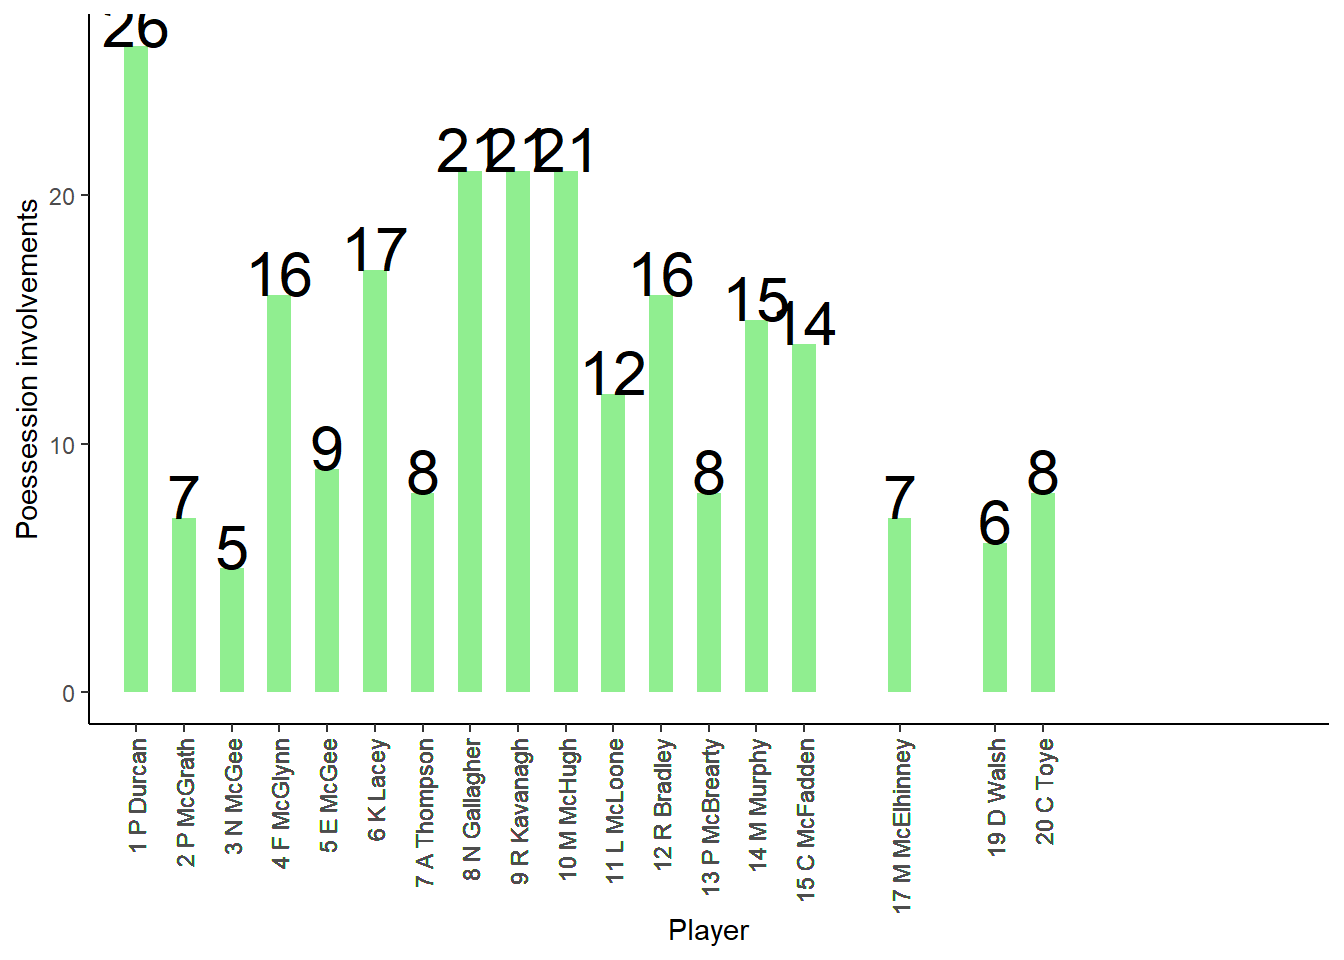 26
21
21
21
17
16
16
15
14
12
9
8
8
8
7
7
6
5
20
10
0
Poessession involvements
1 P Durcan
2 P McGrath
3 N McGee
4 F McGlynn
5 E McGee
6 K Lacey
7 A Thompson
8 N Gallagher
9 R Kavanagh
10 M McHugh
11 L McLoone
12 R Bradley
13 P McBrearty
14 M Murphy
15 C McFadden
17 M McElhinney
19 D Walsh
20 C Toye
Player